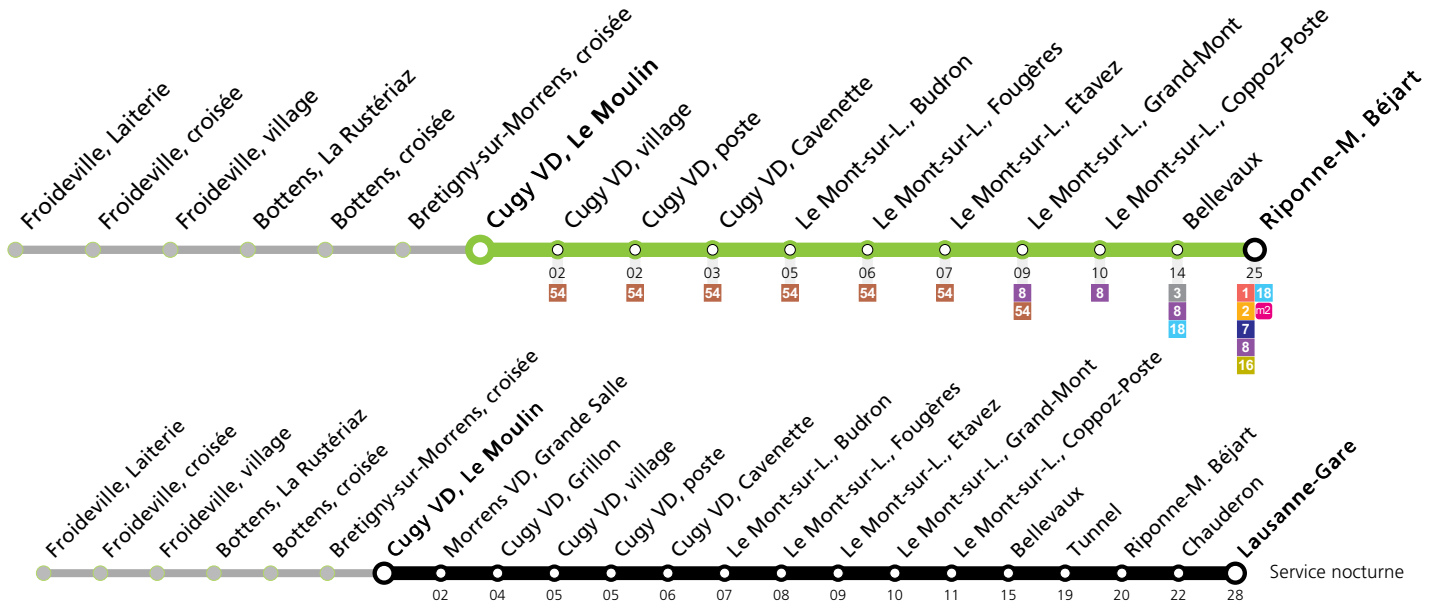 Froideville, Laiterie
Froideville, croisée
Froideville, village
Bottens, La Rustériaz
Bottens, croisée
Bretigny-sur-Morrens, croisée
Cugy VD, Le Moulin
Cugy VD, village
Cugy VD, poste
Cugy VD, Cavenette
Le Mont-sur-L., Budron
Le Mont-sur-L., Fougères
Le Mont-sur-L., Etavez
Le Mont-sur-L., Grand-Mont
Le Mont-sur-L., Coppoz-Poste
Bellevaux
Riponne-M. Béjart
02 02 03 05 06 07 09 10 14 25
54 54 54 54 54 54 8 8 3 1 18
54 8 2 m2
18 7
8
16
Froideville, Laiterie
Froideville, croisée
Froideville, village
Bottens, La Rustériaz
Bottens, croisée
Bretigny-sur-Morrens, croisée
Cugy VD, Le Moulin
Morrens VD, Grande Salle
Cugy VD, Grillon
Cugy VD, village
Cugy VD, poste
Cugy VD, Cavenette
Le Mont-sur-L., Budron
Le Mont-sur-L., Fougères
Le Mont-sur-L., Etavez
Le Mont-sur-L., Grand-Mont
Le Mont-sur-L., Coppoz-Poste
Bellevaux
Tunnel
Riponne-M. Béjart
Chauderon
Lausanne-Gare
Service nocturne
02 04 05 05 06 07 08 09 10 11 15 19 20 22 28